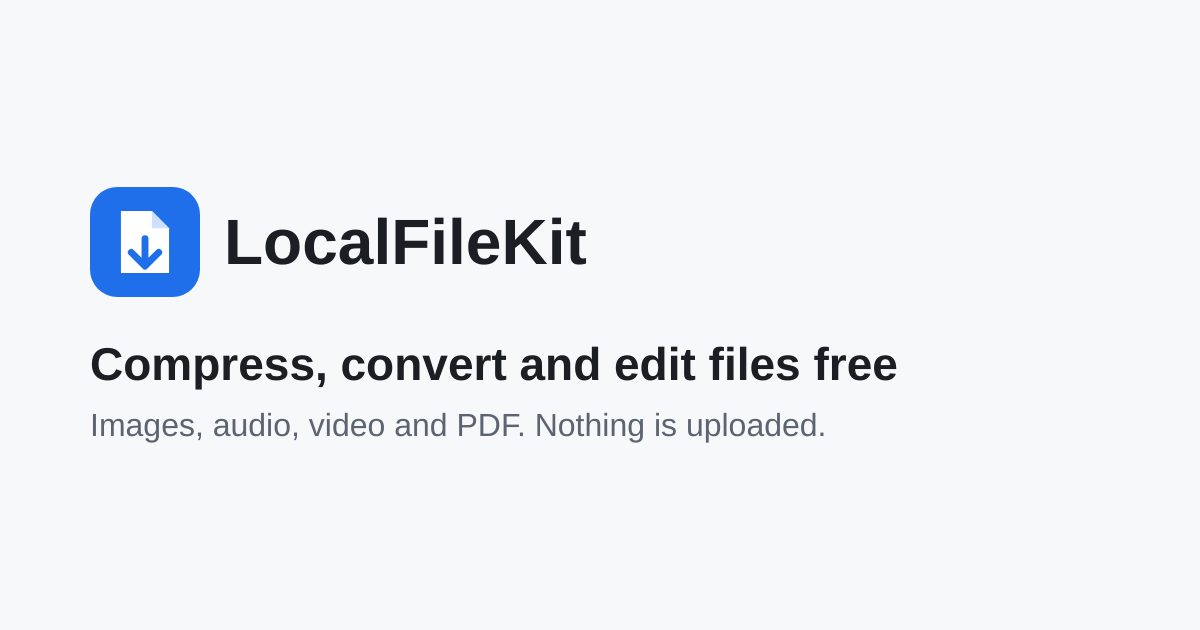 LocalFileKit
Compress, convert and edit files free
Images, audio, video and PDF. Nothing is uploaded.